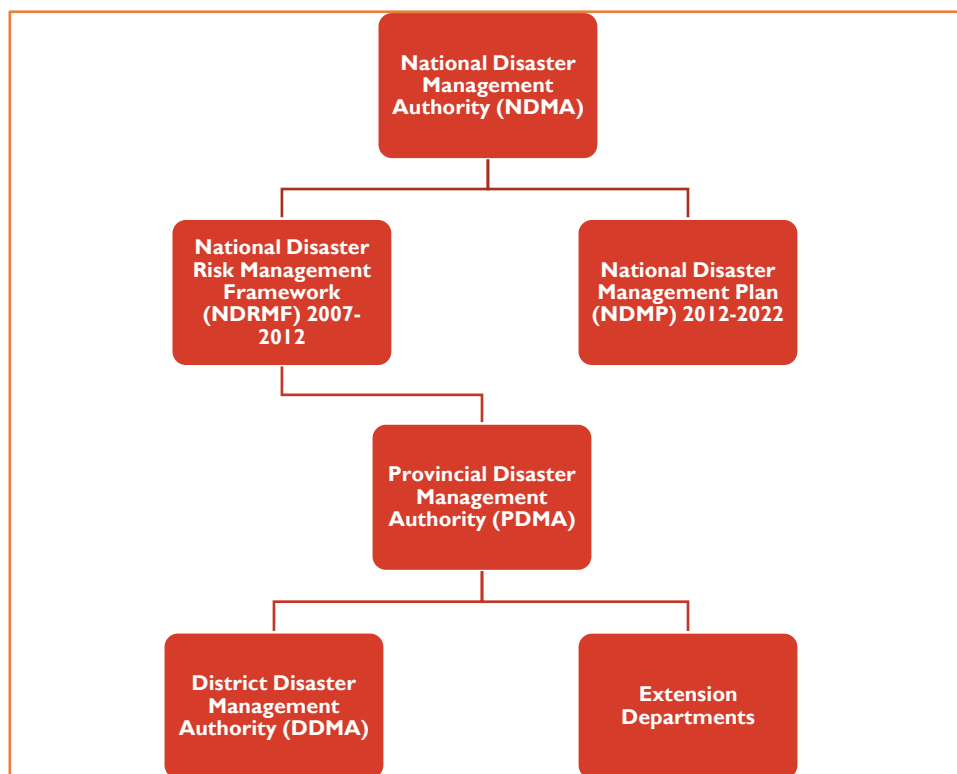 National Disaster
Management
Authority (NDMA)
National Disaster
Risk Management
Framework
(NDRMF) 2007-
2012
National Disaster
Management Plan
(NDMP) 2012-2022
Provincial Disaster
Management
Authority (PDMA)
District Disaster
Management
Authority (DDMA)
Extension
Departments